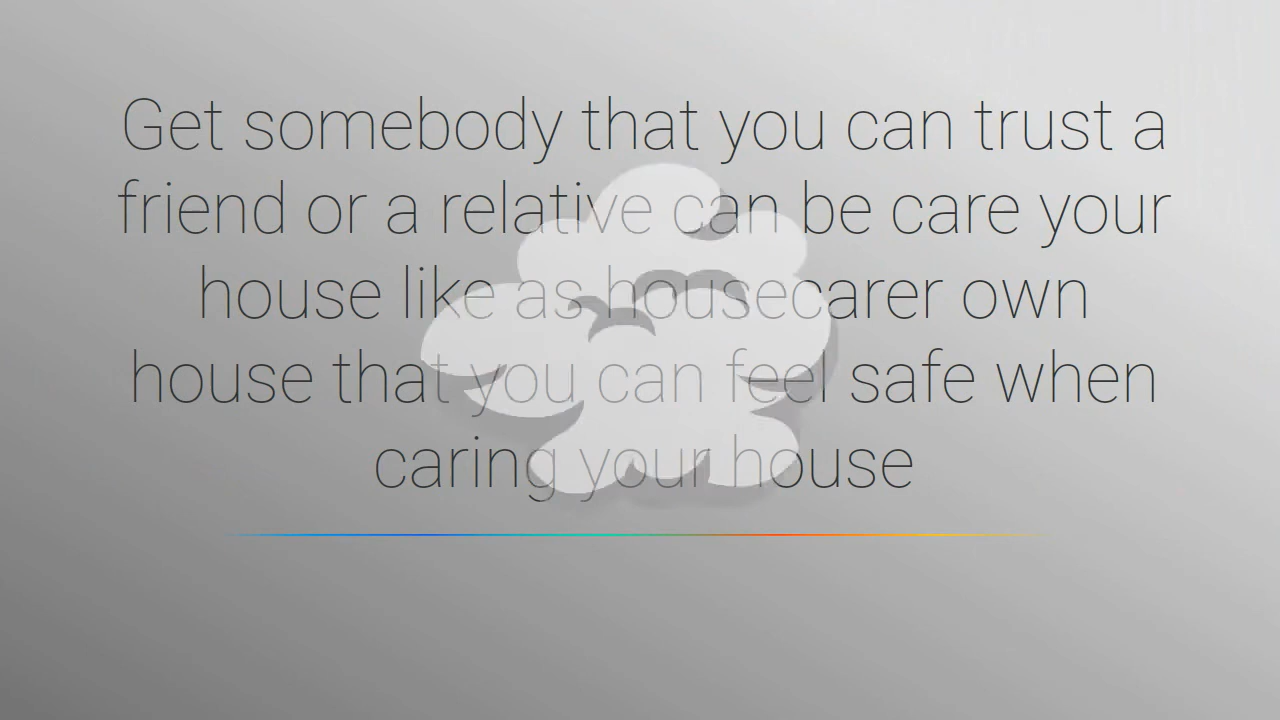 Get somebody that you can trust a
friend or a relative can be care your
house like as housecarer own
house that you can feel safe when
caring your house